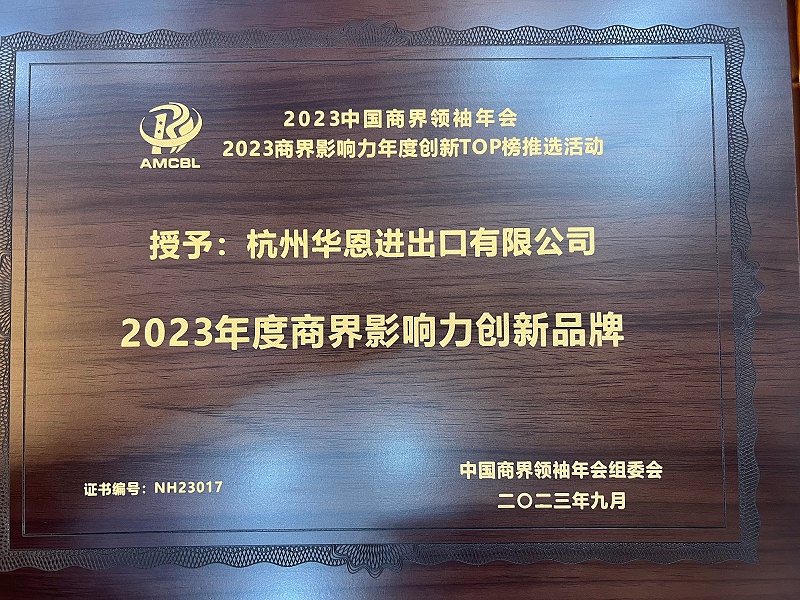 AMCBL
2023中国商界领袖年会
2023商界影响力年度创新TOP榜推选活动
授予：杭州华恩进出口有限公司
2023年度商界影响力创新品牌
证书编号：NH23017
中国商界领袖年会组委会
二〇二三年九月